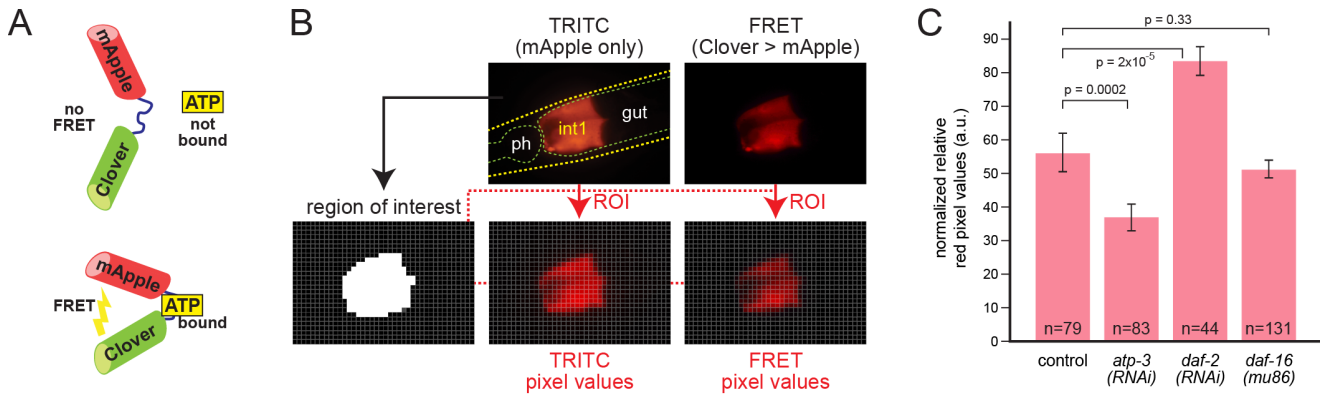 A
mApple
no
FRET
ATP
not
bound
Clover
mApple
FRET
ATP
bound
Clover
B
TRITC
(mApple only)
FRET
(Clover > mApple)
ph
int1
gut
region of interest
ROI
ROI
TRITC
pixel values
FRET
pixel values
C
normalized relative
red pixel values (a.u.)
90
80
70
60
50
40
30
20
10
0
p = 0.33
p = 2x10-5
p = 0.0002
n=79
n=83
n=44
n=131
control
atp-3
(RNAi)
daf-2
(RNAi)
daf-16
(mu86)